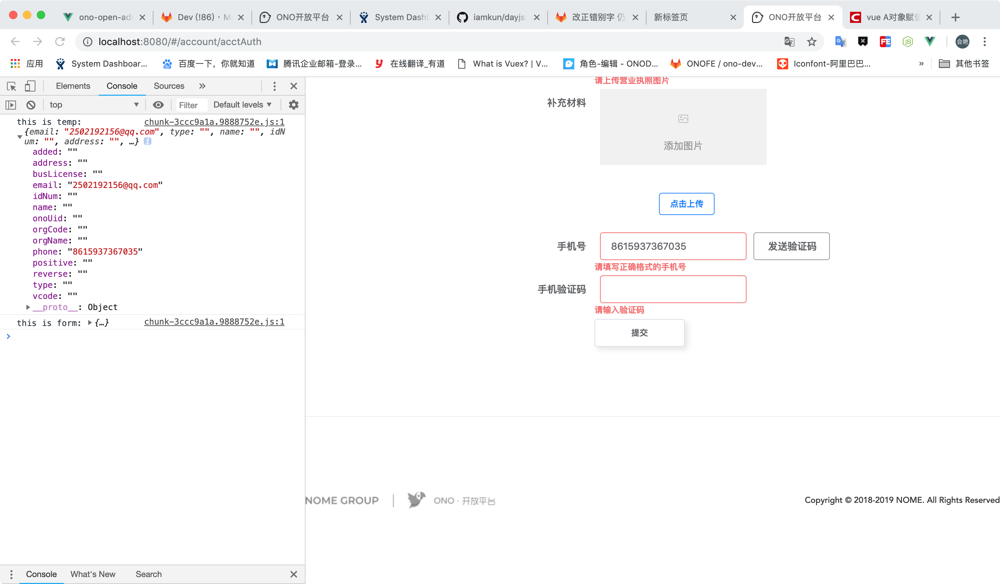 ono-open-adr
Dev (!86) · Me
ONO开放平台
System Dashb
iamkun/dayjs:
改正错别字 仍
新标签页
ONO开放平台
vue A对象赋值
localhost:8080/#/account/acctAuth
会艳
应用
System Dashboar...
百度一下，你就知道
腾讯企业邮箱-登录...
在线翻译_有道
What is Vuex? | V...
角色-编辑 - ONOD...
ONOFE / ono-dev...
Iconfont-阿里巴巴...
»
其他书签
Elements
Console
Sources
»
top
Filter
Default levels
this is temp:
chunk-3ccc9a1a.9888752e.js:1
{email: "2502192156@qq.com", type: "", name: "", idN
um: "", address: "", …}
added: ""
address: ""
busLicense: ""
email: "2502192156@qq.com"
idNum: ""
name: ""
onoUid: ""
orgCode: ""
orgName: ""
phone: "8615937367035"
positive: ""
reverse: ""
type: ""
vcode: ""
__proto__: Object
this is form: {…}
chunk-3ccc9a1a.9888752e.js:1
Console
What's New
Search
请上传营业执照图片
补充材料
添加图片
点击上传
手机号
8615937367035
发送验证码
请填写正确格式的手机号
手机验证码
请输入验证码
提交
NOME GROUP
ONO · 开放平台
Copyright © 2018-2019 NOME. All Rights Reserved